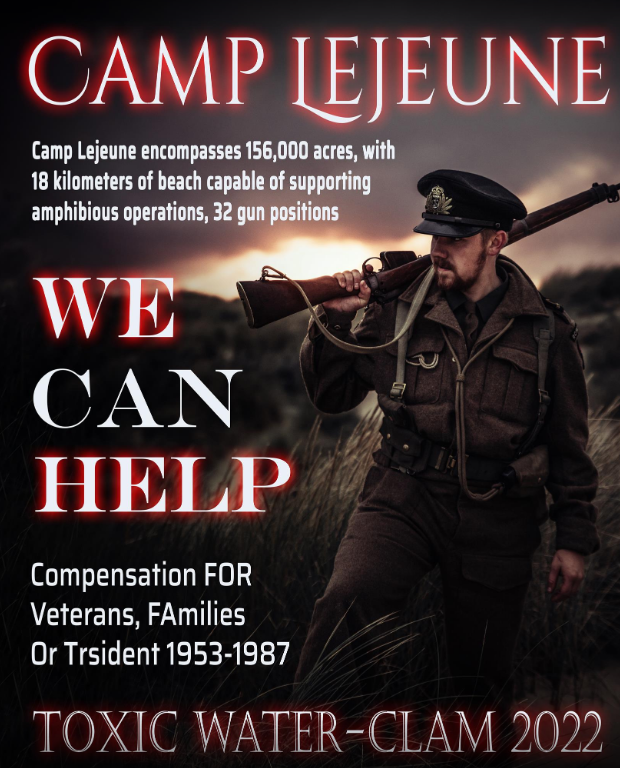 CAMP LEJEUNE
Camp Lejeune encompasses 156,000 acres, with
18 kilometers of beach capable of supporting
amphibious operations, 32 gun positions
WE
CAN
HELP
Compensation FOR
Veterans, FAmilies
Or Trsident 1953-1987
TOXIC WATER-CLAM 2022